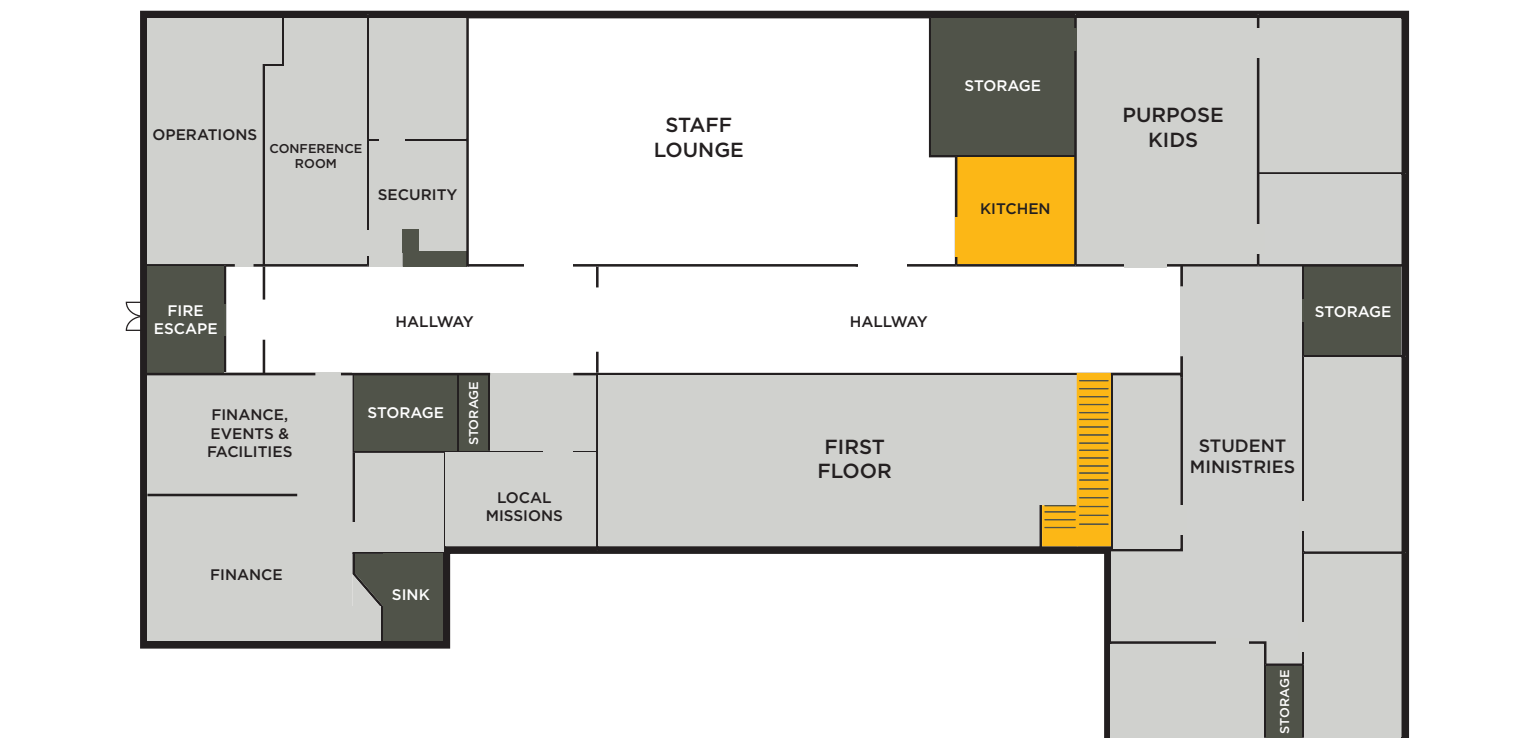 OPERATIONS
CONFERENCE
ROOM
SECURITY
STAFF
LOUNGE
STORAGE
KITCHEN
PURPOSE
KIDS
FIRE
ESCAPE
HALLWAY
HALLWAY
STORAGE
FINANCE,
EVENTS &
FACILITIES
STORAGE
STORAGE
LOCAL
MISSIONS
FIRST
FLOOR
STUDENT
MINISTRIES
FINANCE
SINK
STORAGE